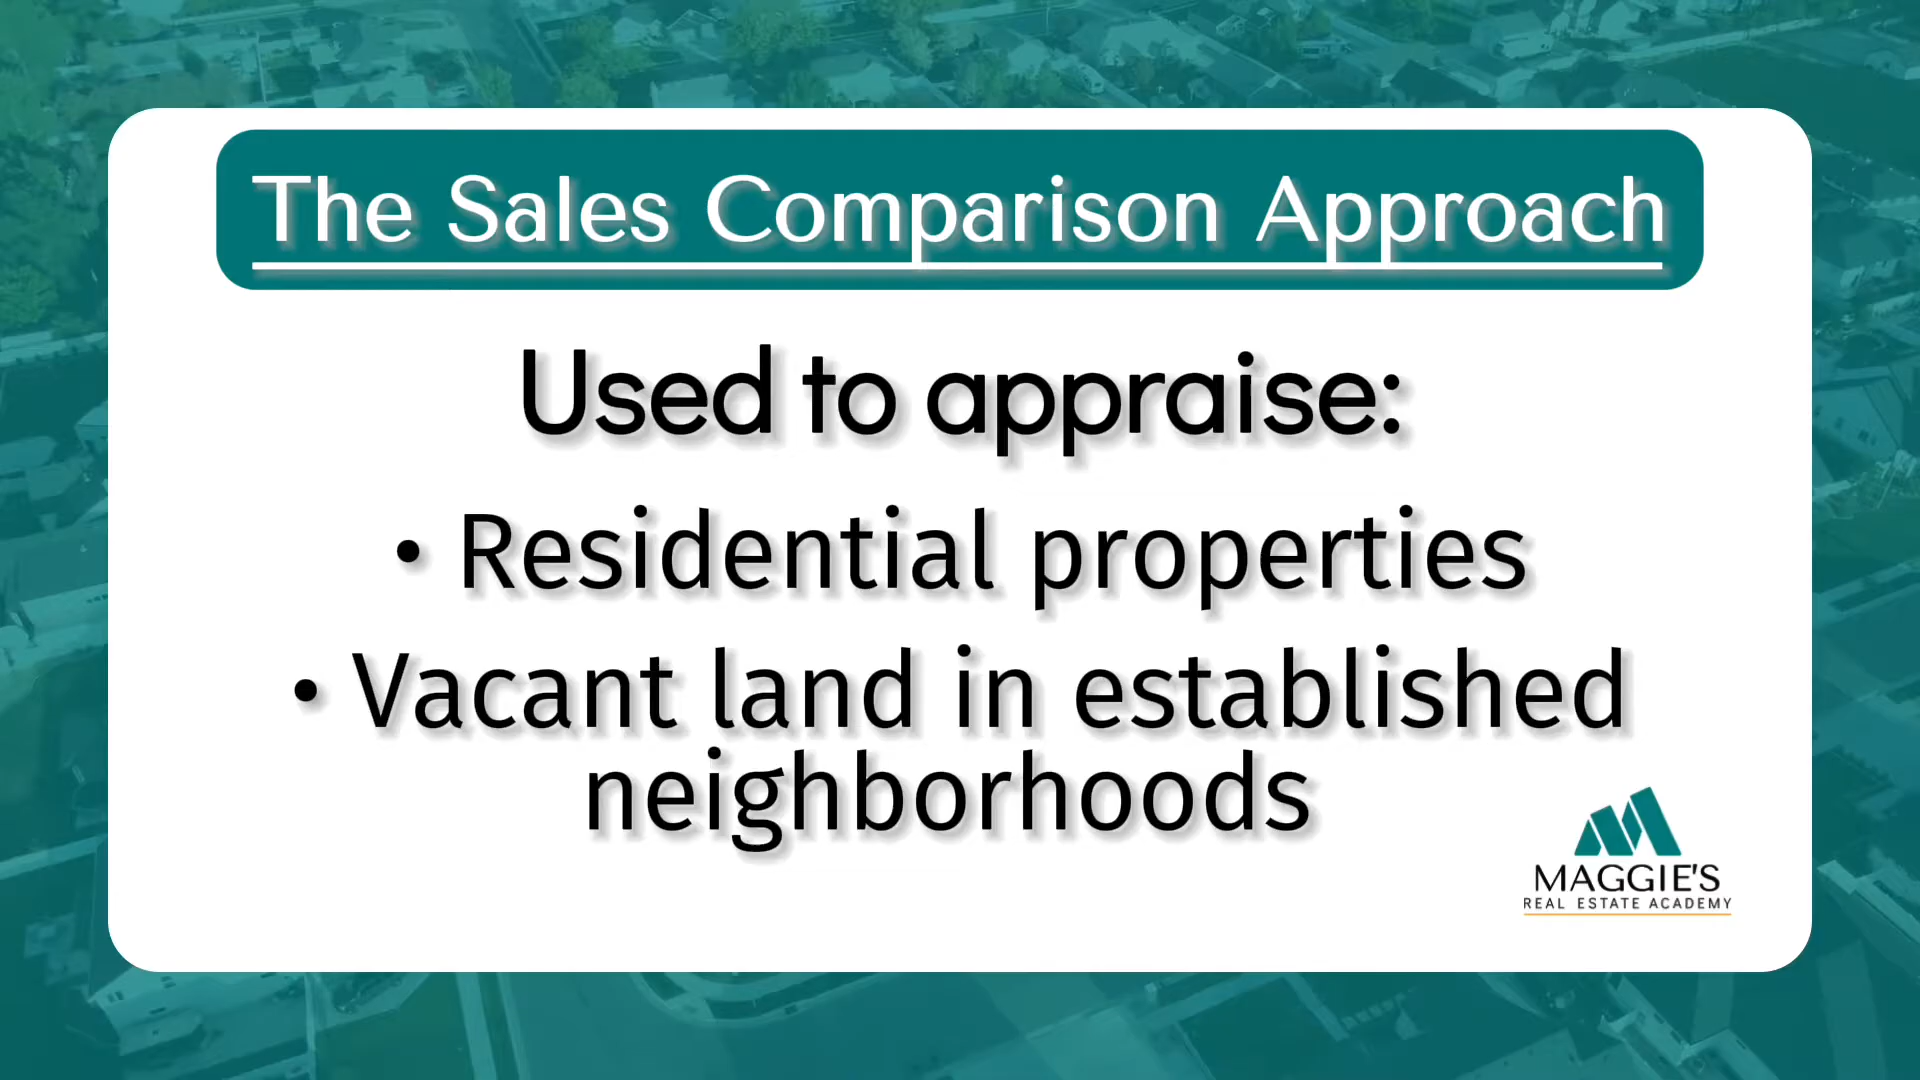 The Sales Comparison Approach
Used to appraise:
• Residential properties
• Vacant land in established
neighborhoods
MAGGIE'S
REAL ESTATE ACADEMY